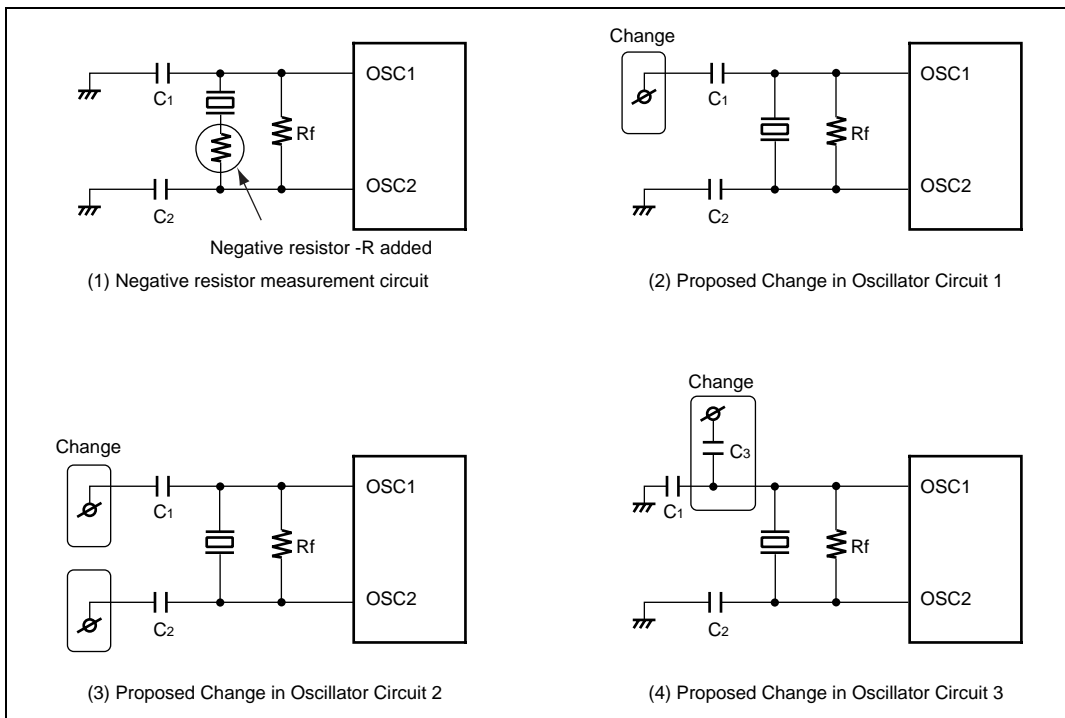 OSC1
C1
Rf
OSC2
C2
Negative resistor -R added
(1) Negative resistor measurement circuit
Change
OSC1
C1
Rf
OSC2
C2
(2) Proposed Change in Oscillator Circuit 1
Change
OSC1
C1
Rf
OSC2
C2
(3) Proposed Change in Oscillator Circuit 2
Change
C3
OSC1
C1
Rf
OSC2
C2
(4) Proposed Change in Oscillator Circuit 3